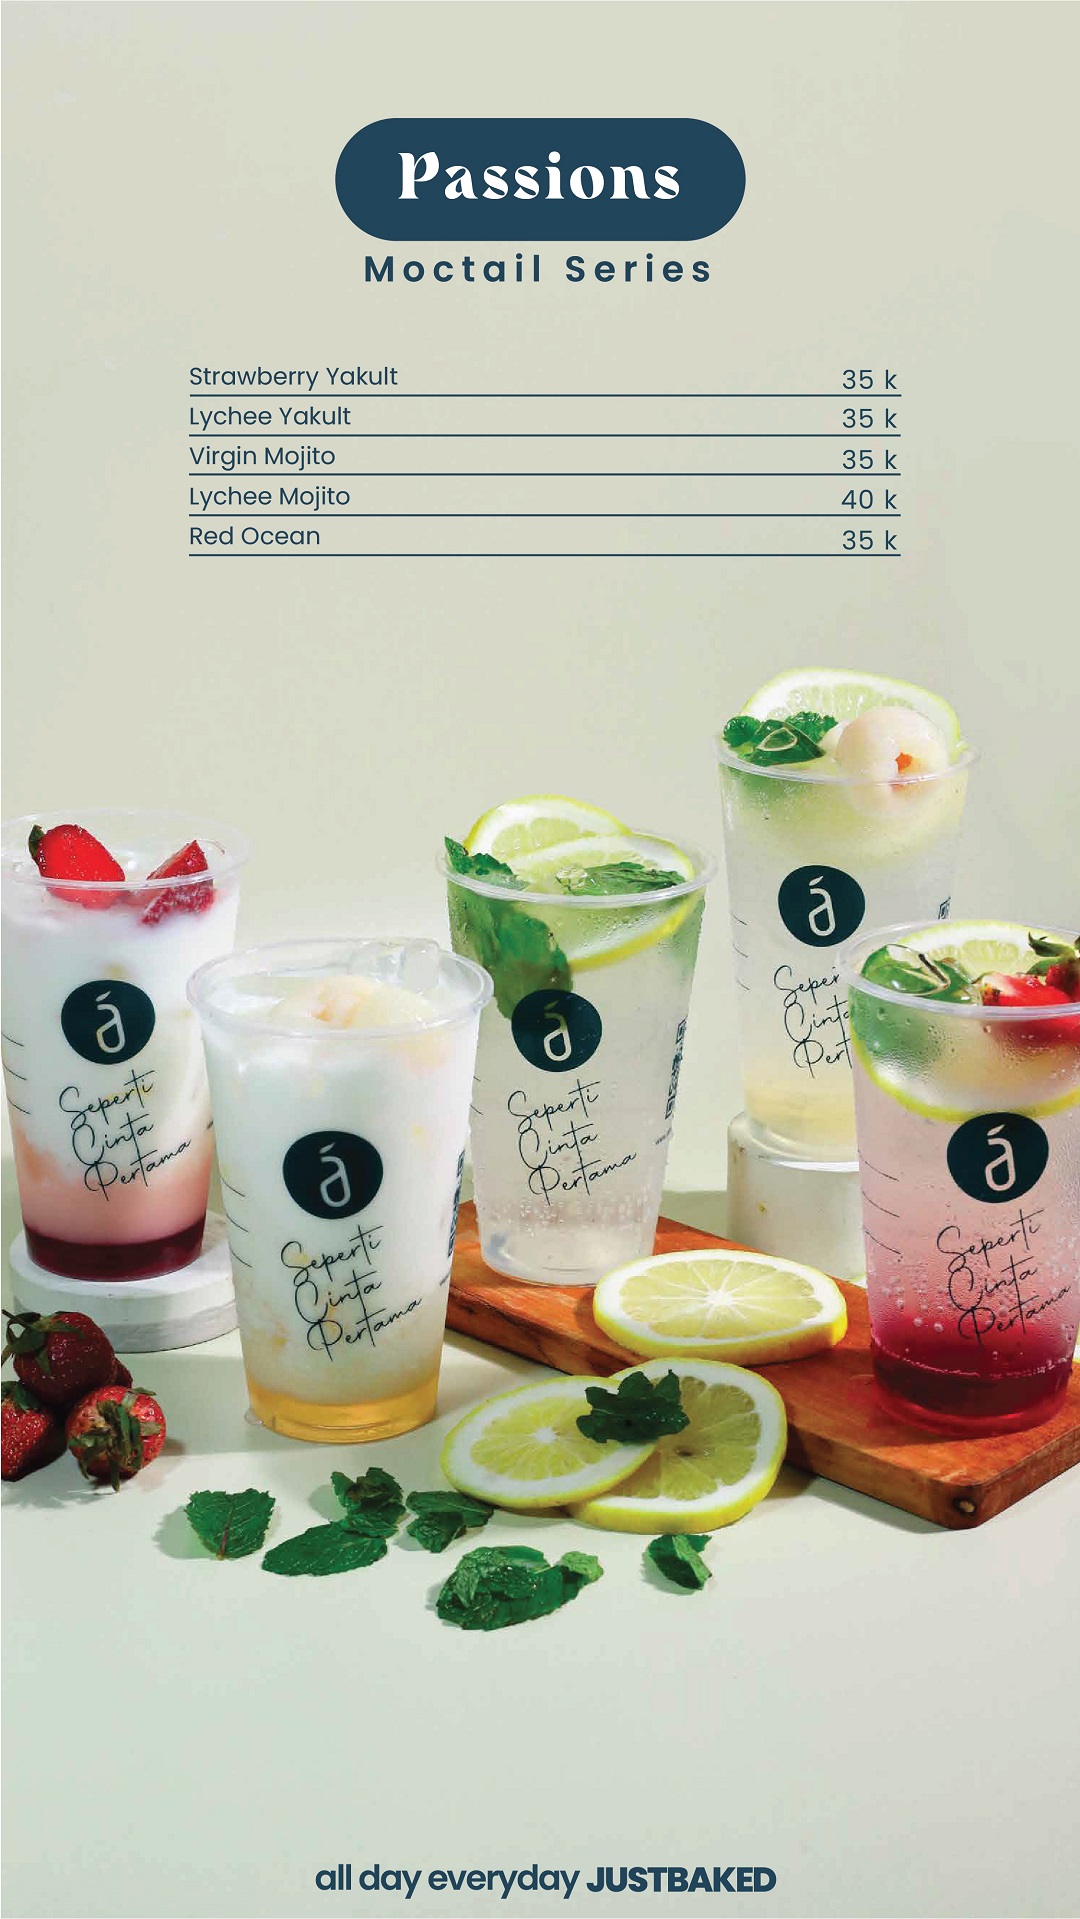 Passions
Moctail Series
Strawberry Yakult 35 k
Lychee Yakult 35 k
Virgin Mojito 35 k
Lychee Mojito 40 k
Red Ocean 35 k
á
Seperti
Cinta
Pertama
á
Seperti
Cinta
Pertama
á
Seperti
Cinta
Pertama
á
á
Seperti
Cinta
Pertama
all day everyday JUSTBAKED